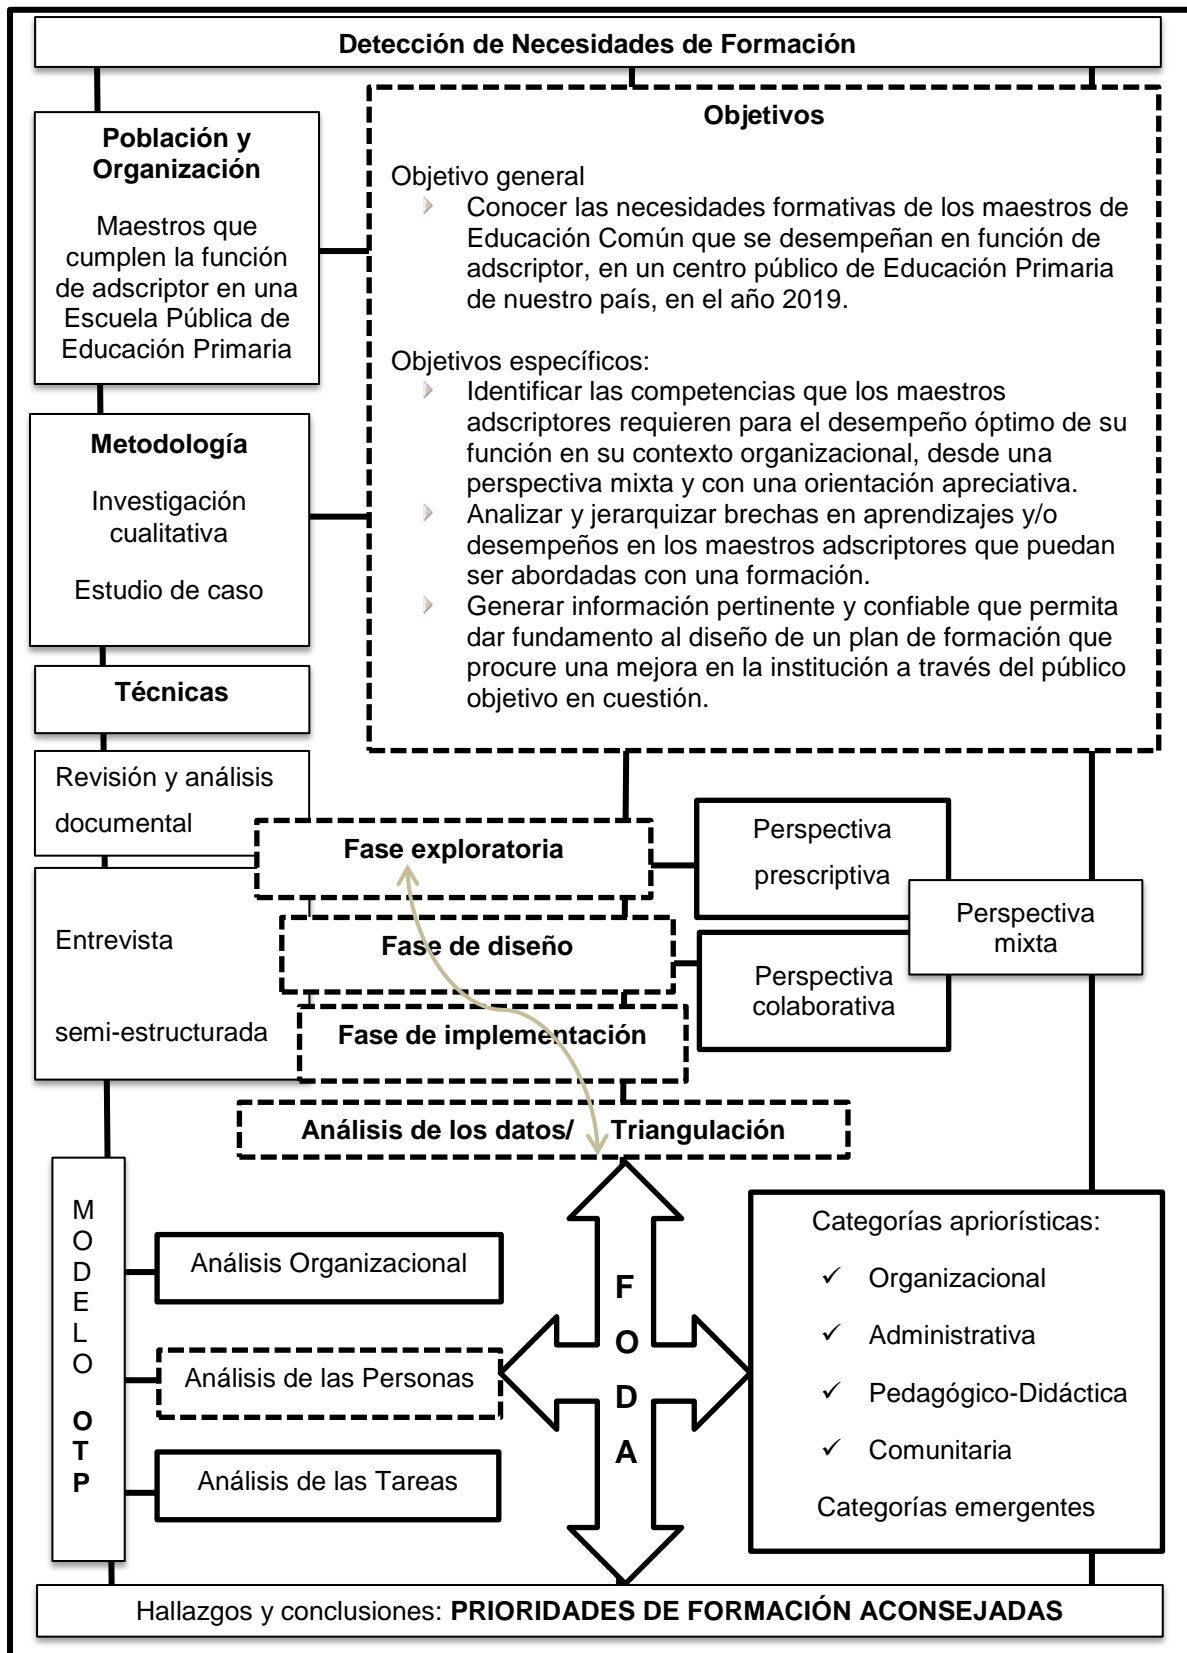 Detección de Necesidades de Formación
Población y
Organización
Maestros que
cumplen la función
de adscriptor en una
Escuela Pública de
Educación Primaria
Objetivos
Objetivo general
Conocer las necesidades formativas de los maestros de
Educación Común que se desempeñan en función de
adscriptor, en un centro público de Educación Primaria
de nuestro país, en el año 2019.
Objetivos específicos:
Identificar las competencias que los maestros
adscriptores requieren para el desempeño óptimo de su
función en su contexto organizacional, desde una
perspectiva mixta y con una orientación apreciativa.
Analizar y jerarquizar brechas en aprendizajes y/o
desempeños en los maestros adscriptores que puedan
ser abordadas con una formación.
Generar información pertinente y confiable que permita
dar fundamento al diseño de un plan de formación que
procure una mejora en la institución a través del público
objetivo en cuestión.
Metodología
Investigación
cualitativa
Estudio de caso
Técnicas
Revisión y análisis
documental
Entrevista
semi-estructurada
Fase exploratoria
Fase de diseño
Fase de implementación
Análisis de los datos/ Triangulación
Perspectiva
prescriptiva
Perspectiva
colaborativa
Perspectiva
mixta
MODELO OTP
Análisis Organizacional
Análisis de las Personas
Análisis de las Tareas
FODA
Categorías apriorísticas:
✓ Organizacional
✓ Administrativa
✓ Pedagógico-Didáctica
✓ Comunitaria
Categorías emergentes
Hallazgos y conclusiones: PRIORIDADES DE FORMACIÓN ACONSEJADAS